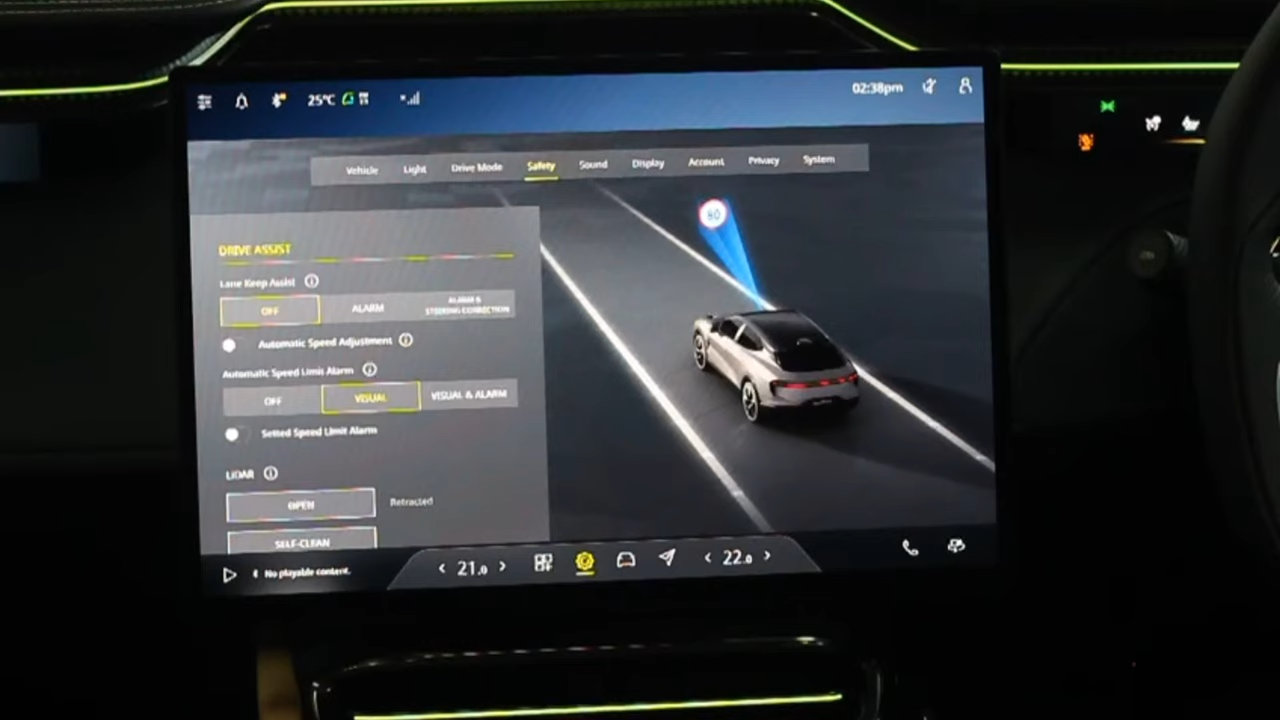 25°C
02:38pm
Vehicle Light Drive Mode Safety Sound Display Account Privacy System
80
DRIVE ASSIST
Lane Keep Assist
OFF ALARM ALARM & STEERING CORRECTION
Automatic Speed Adjustment
Automatic Speed Limit Alarm
OFF VISUAL VISUAL & ALARM
Setted Speed Limit Alarm
LIDAR
OPEN Retracted
SELF-CLEAN
No playable content.
21.0
22.0